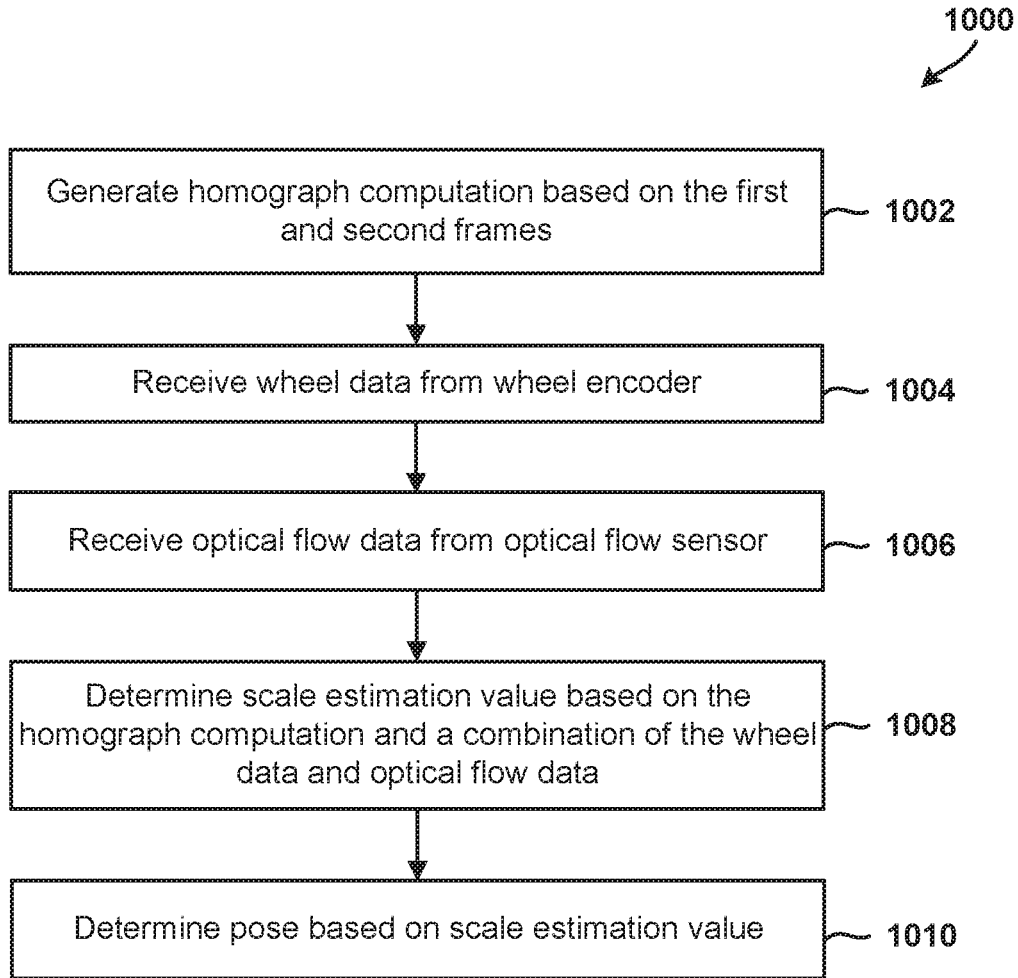 1000
Generate homograph computation based on the first
and second frames
1002
Receive wheel data from wheel encoder
1004
Receive optical flow data from optical flow sensor
1006
Determine scale estimation value based on the
homograph computation and a combination of the wheel
data and optical flow data
1008
Determine pose based on scale estimation value
1010